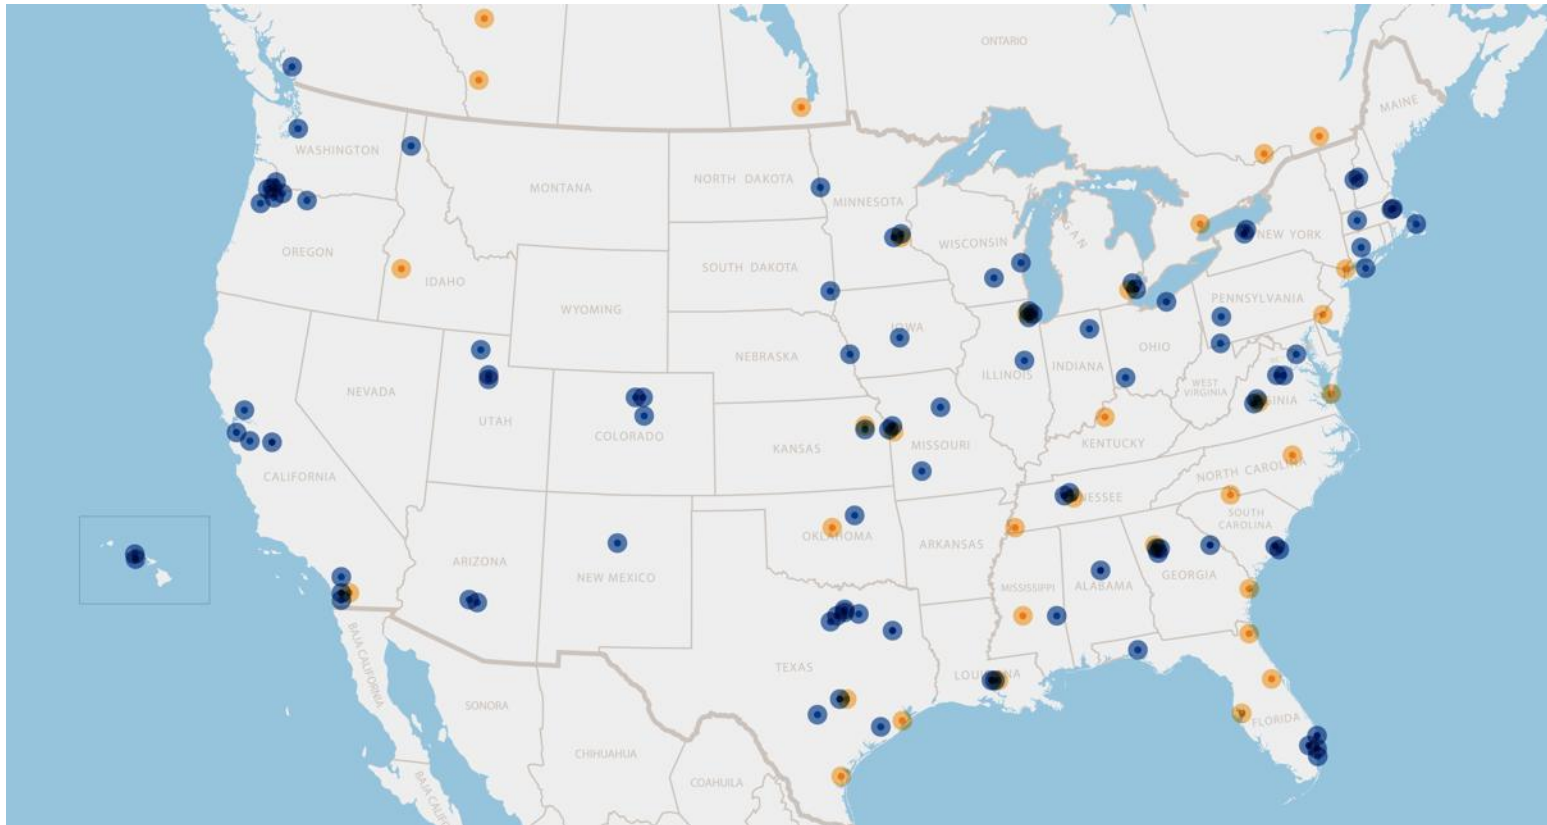 ONTARIO
MAINE
WASHINGTON
MONTANA
NORTH DAKOTA
MINNESOTA
OREGON
IDAHO
SOUTH DAKOTA
WISCONSIN
NEW YORK
WYOMING
IOWA
PENNSYLVANIA
NEBRASKA
NEVADA
UTAH
COLORADO
ILLINOIS
INDIANA
OHIO
WEST
VIRGINIA
CALIFORNIA
KANSAS
MISSOURI
KENTUCKY
NORTH CAROLINA
ARIZONA
NEW MEXICO
OKLAHOMA
ARKANSAS
NESSEE
SOUTH
CAROLINA
MISSISSIPPI
ALABAMA
GEORGIA
TEXAS
FLORIDA
BAJA CALIFORNIA
SONORA
CHIHUAHUA
COAHUILA